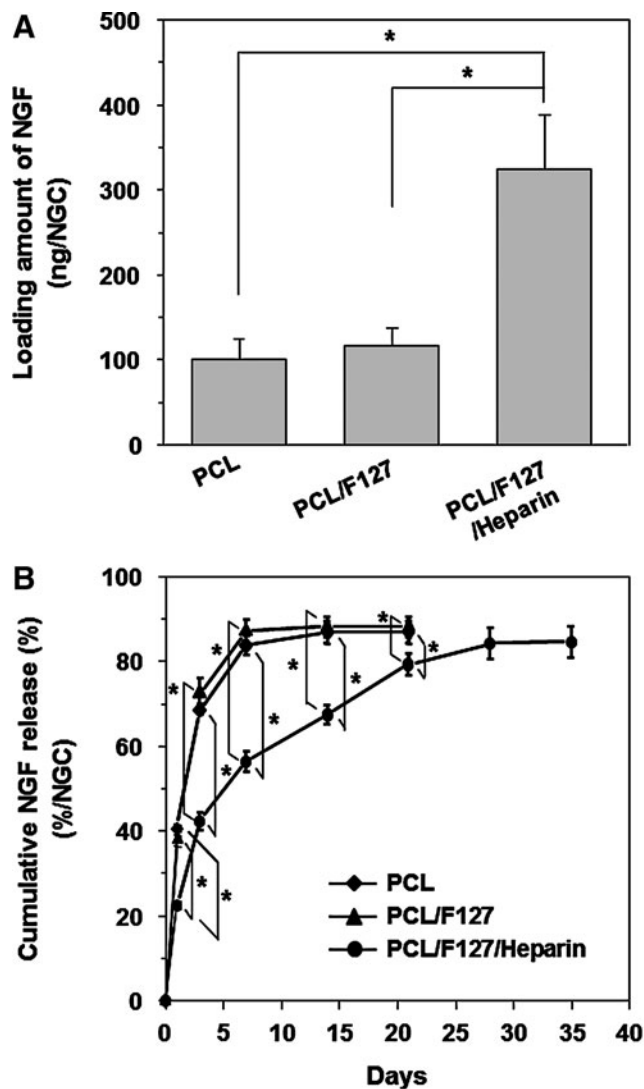 A
Loading amount of NGF
(ng/NGC)
500
400
300
200
100
0
*
*
PCL
PCL/F127
PCL/F127
/Heparin
B
Cumulative NGF release (%)
(%/NGC)
100
80
60
40
20
0
*
*
*
*
*
*
*
*
*
*
PCL
PCL/F127
PCL/F127/Heparin
0 5 10 15 20 25 30 35 40
Days